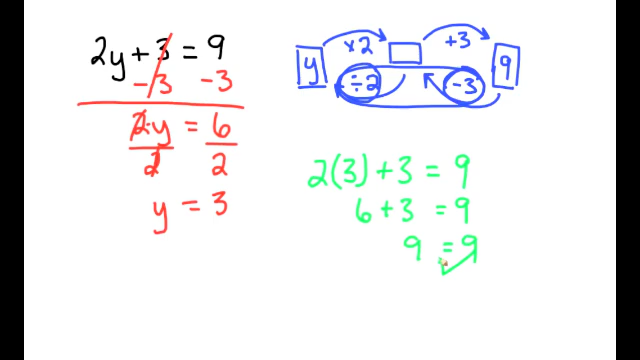 2y + 3 = 9
-3 -3
2·y = 6
2 2
y = 3
×2 +3
y 9
÷2 -3
2(3) + 3 = 9
6 + 3 = 9
9 = 9